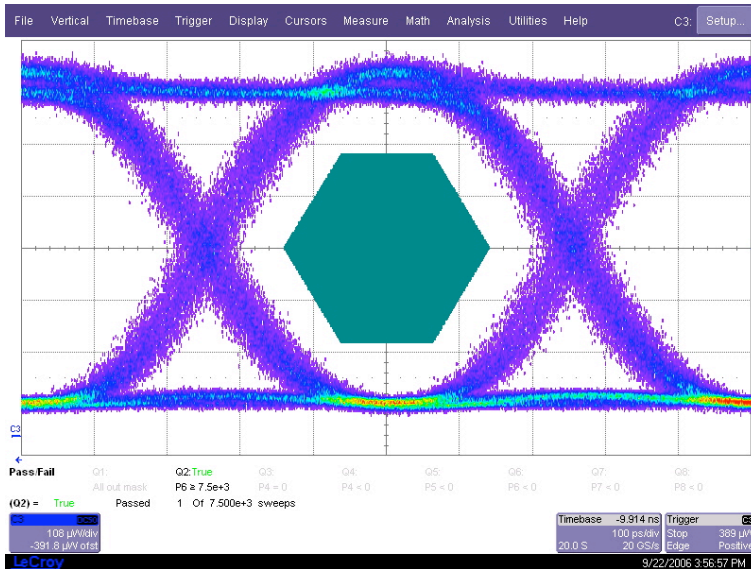 File Vertical Timebase Trigger Display Cursors Measure Math Analysis Utilities Help C3: Setup...
C3
Pass/Fail Q1: Q2:True Q3: Q4: Q5: Q6: Q7: Q8:
All out mask P6 ≥ 7.5e+3 P4 < 0 P4 < 0 P5 < 0 P6 < 0 P7 < 0 P8 < 0
(Q2) = True Passed 1 Of 7.500e+3 sweeps
C3
108 µW/div
-391.8 µW ofst
Timebase -9.914 ns
100 ps/div
20.0 S 20 GS/s
Trigger C3
Stop 389 µW
Edge Positive
LeCroy
9/22/2006 3:56:57 PM